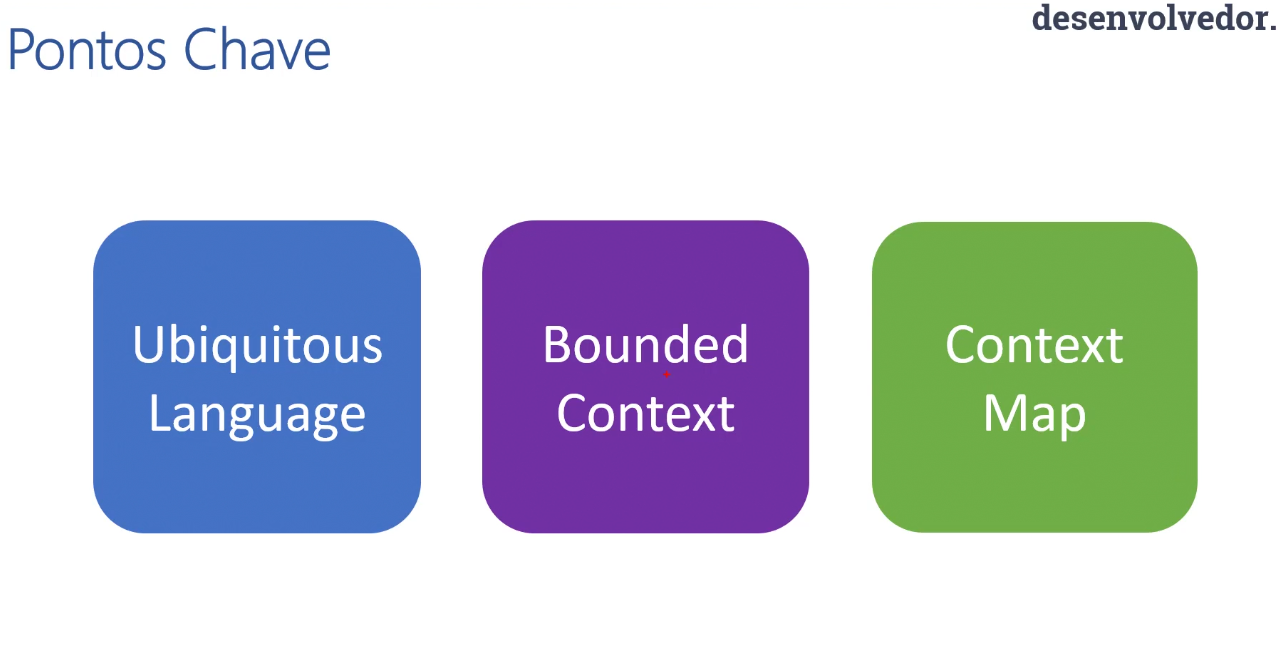 Pontos Chave
desenvolvedor.
Ubiquitous
Language
Bounded
Context
Context
Map